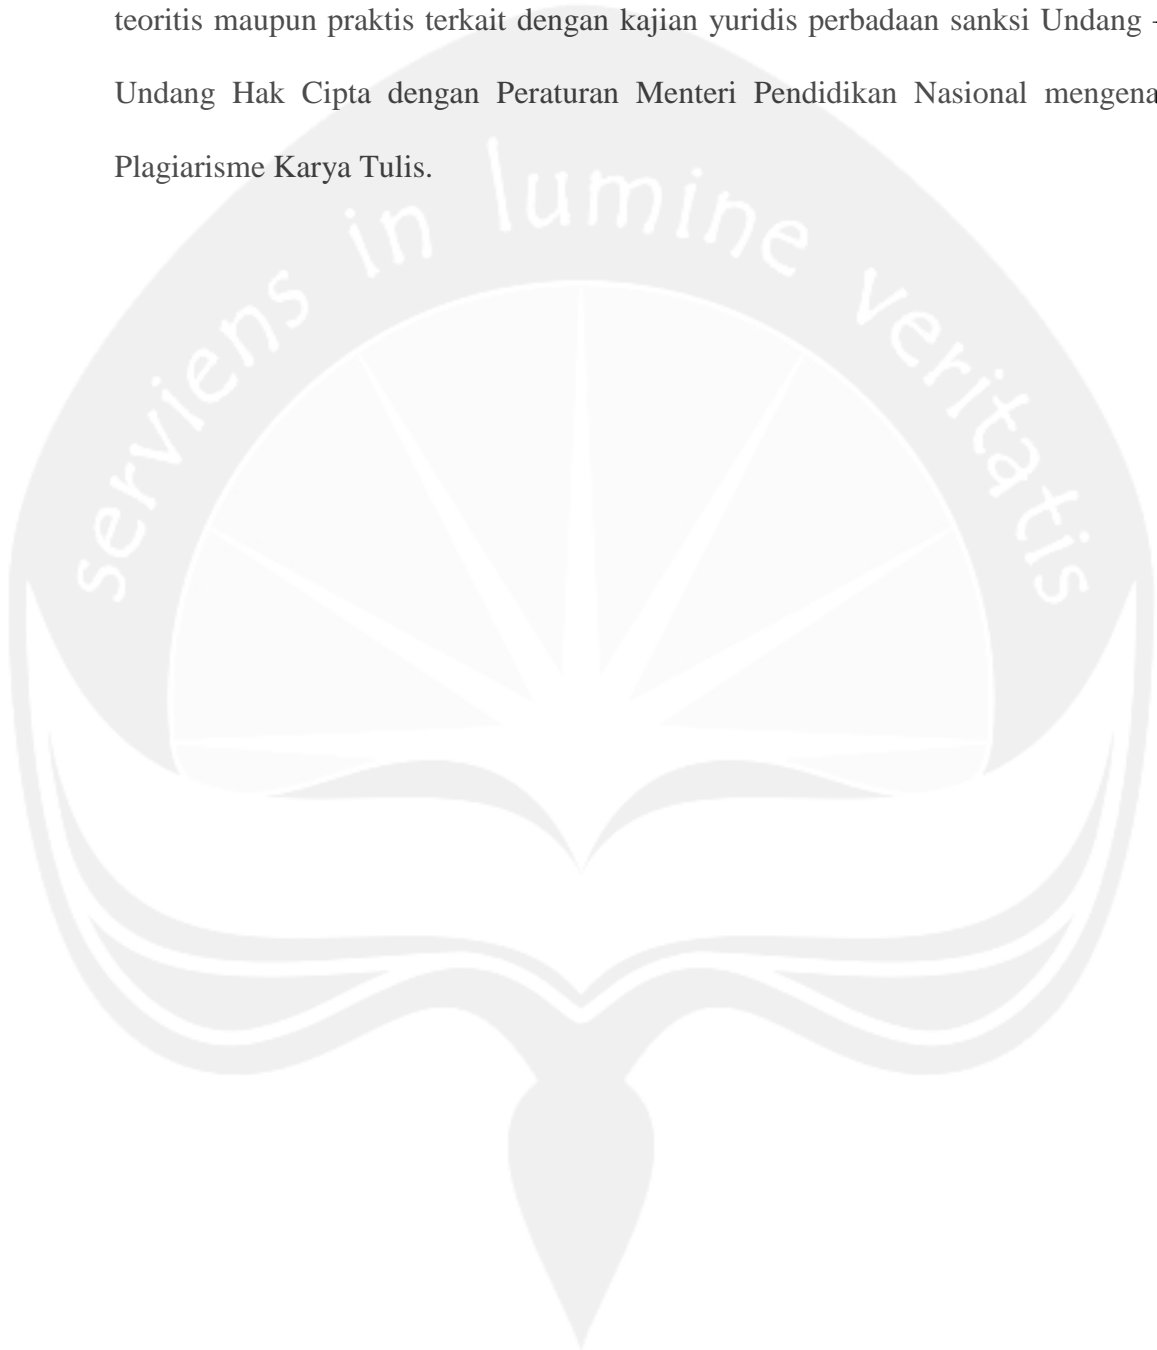 teoritis maupun praktis terkait dengan kajian yuridis perbadaan sanksi Undang -
Undang Hak Cipta dengan Peraturan Menteri Pendidikan Nasional mengena
Plagiarisme Karya Tulis.
serviens in lumine veritatis